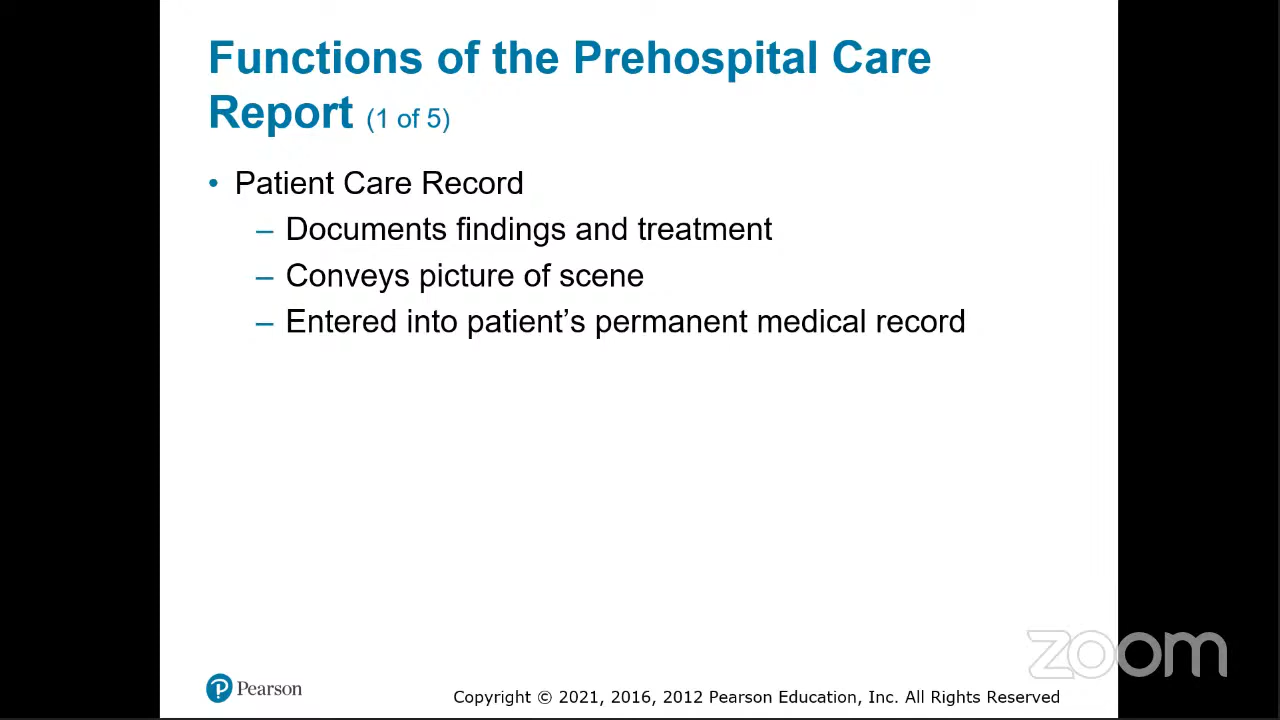 Functions of the Prehospital Care
Report (1 of 5)
• Patient Care Record
– Documents findings and treatment
– Conveys picture of scene
– Entered into patient’s permanent medical record
zoom
Pearson
Copyright © 2021, 2016, 2012 Pearson Education, Inc. All Rights Reserved